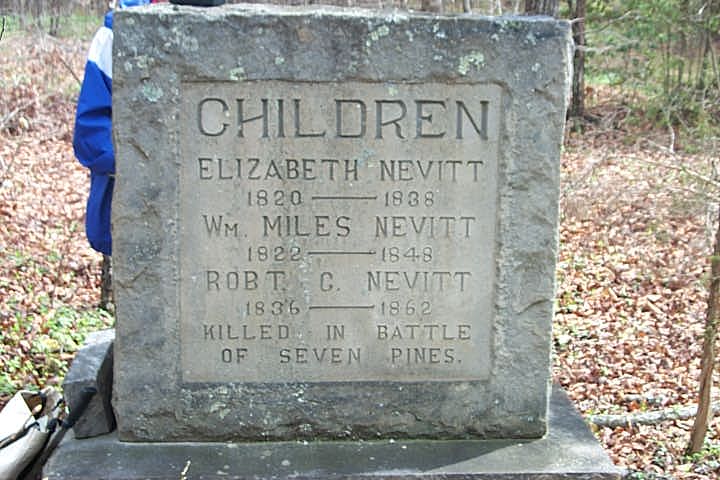 CHILDREN
ELIZABETH NEVITT
1820 — 1838
WM. MILES NEVITT
1822 — 1848
ROBT. C. NEVITT
1836 — 1862
KILLED IN BATTLE
OF SEVEN PINES.